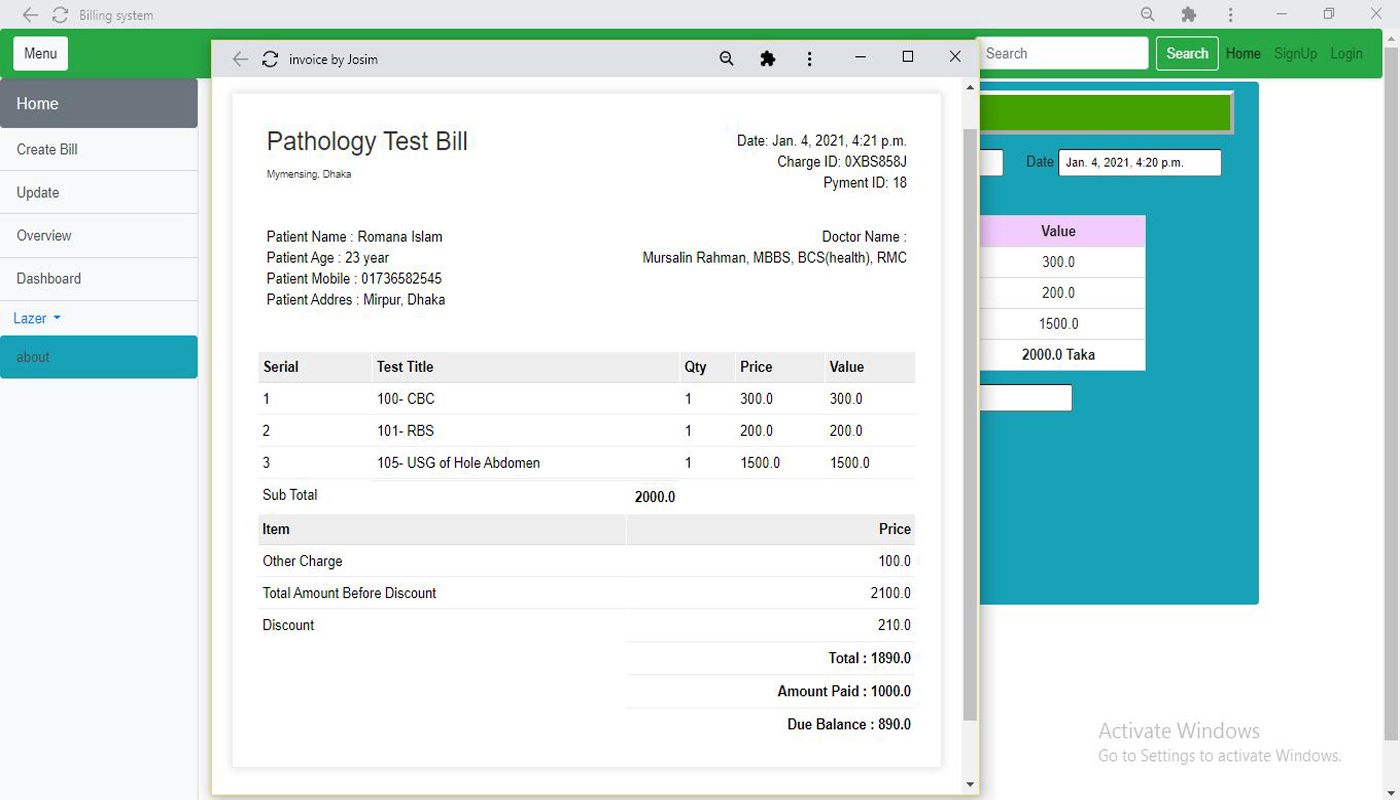 Billing system
Menu
Search
Search
Home SignUp Login
Home
Create Bill
Update
Overview
Dashboard
Lazer
about
invoice by Josim
Pathology Test Bill
Mymensing, Dhaka
Date: Jan. 4, 2021, 4:21 p.m.
Charge ID: 0XBS858J
Pyment ID: 18
Patient Name : Romana Islam
Patient Age : 23 year
Patient Mobile : 01736582545
Patient Addres : Mirpur, Dhaka
Doctor Name :
Mursalin Rahman, MBBS, BCS(health), RMC
Serial Test Title Qty Price Value
1 100- CBC 1 300.0 300.0
2 101- RBS 1 200.0 200.0
3 105- USG of Hole Abdomen 1 1500.0 1500.0
Sub Total 2000.0
Item Price
Other Charge 100.0
Total Amount Before Discount 2100.0
Discount 210.0
Total : 1890.0
Amount Paid : 1000.0
Due Balance : 890.0
Date Jan. 4, 2021, 4:20 p.m.
Value
300.0
200.0
1500.0
2000.0 Taka
Activate Windows
Go to Settings to activate Windows.